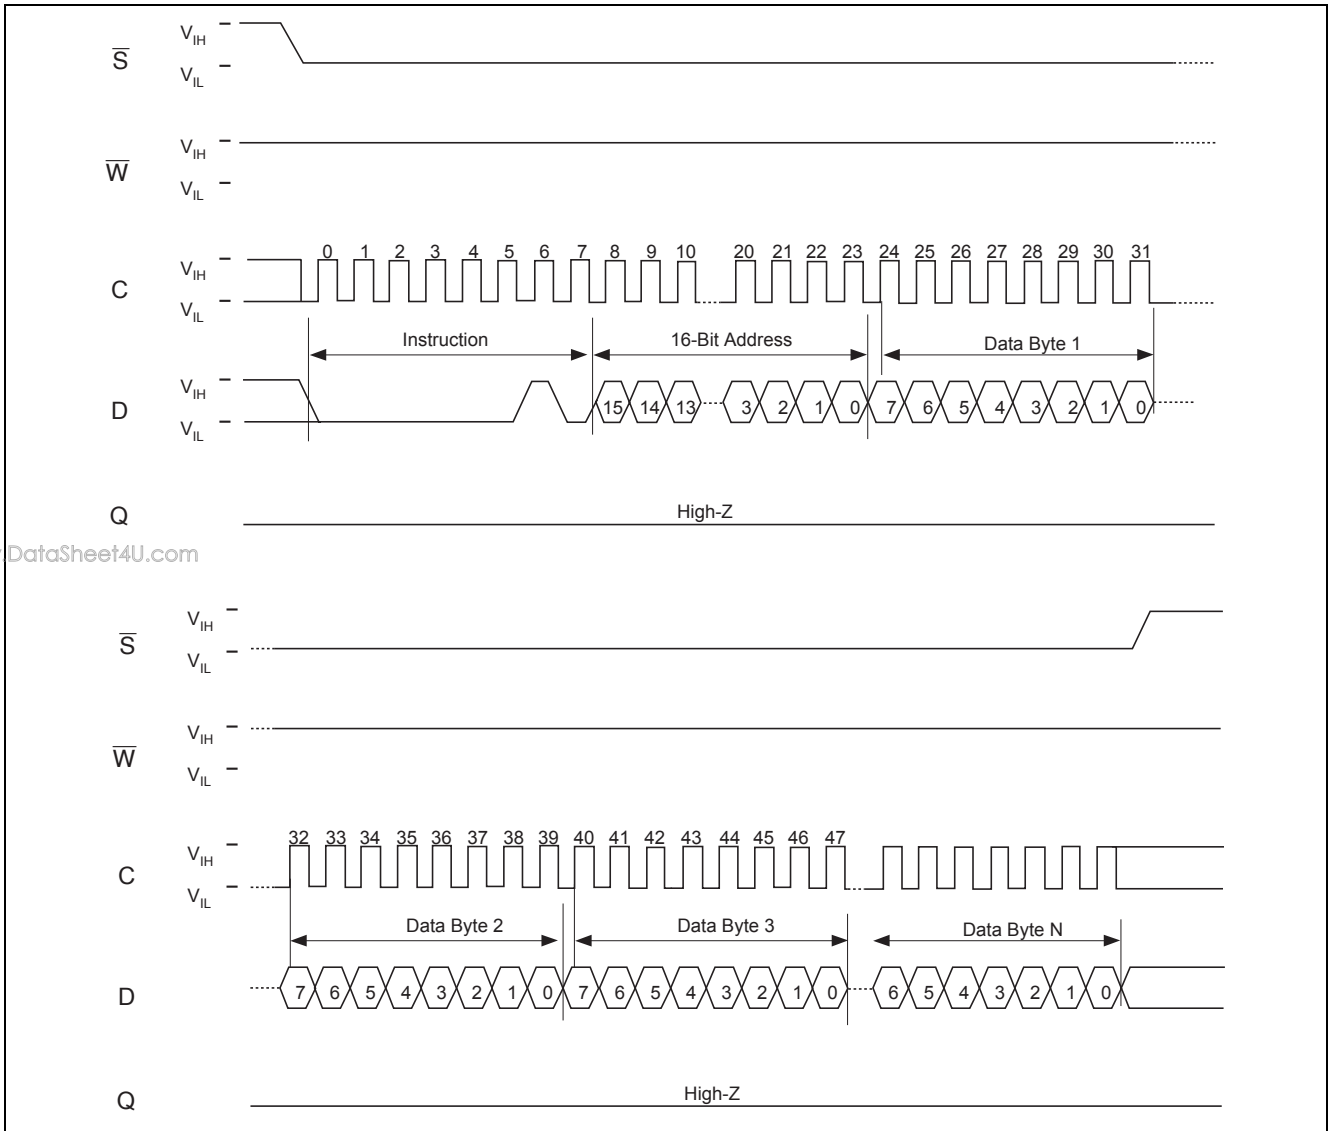 V_IH
S̅
V_IL
V_IH
W̅
V_IL
0 1 2 3 4 5 6 7 8 9 10 20 21 22 23 24 25 26 27 28 29 30 31
V_IH
C
V_IL
Instruction 16-Bit Address Data Byte 1
V_IH
D 15 14 13 3 2 1 0 7 6 5 4 3 2 1 0
V_IL
High-Z
Q
.DataSheet4U.com
V_IH
S̅
V_IL
V_IH
W̅
V_IL
32 33 34 35 36 37 38 39 40 41 42 43 44 45 46 47
V_IH
C
V_IL
Data Byte 2 Data Byte 3 Data Byte N
D 7 6 5 4 3 2 1 0 7 6 5 4 3 2 1 0 6 5 4 3 2 1 0
High-Z
Q